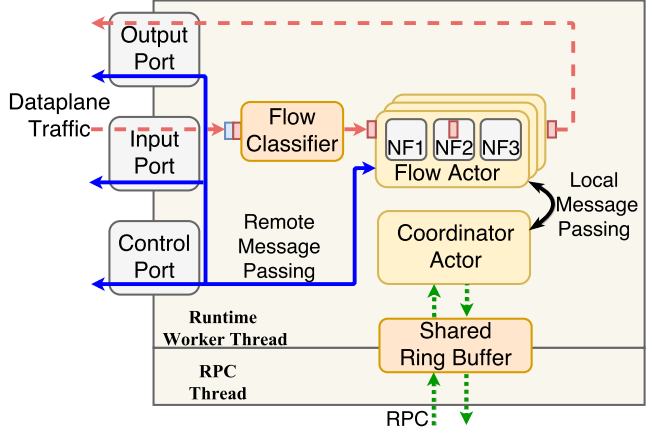 Output
Port
Dataplane
Traffic
Input
Port
Flow
Classifier
NF1
NF2
NF3
Flow Actor
Local
Message
Passing
Control
Port
Remote
Message
Passing
Coordinator
Actor
Runtime
Worker Thread
Shared
Ring Buffer
RPC
Thread
RPC